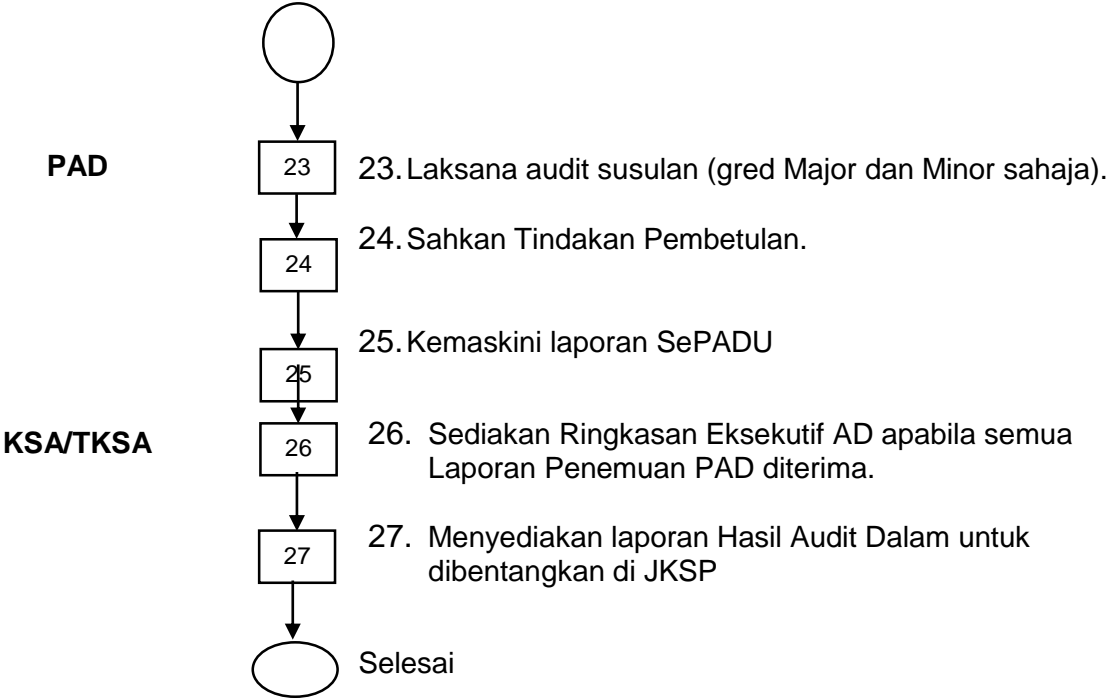 PAD
23
23. Laksana audit susulan (gred Major dan Minor sahaja).
24
24. Sahkan Tindakan Pembetulan.
25
25. Kemaskini laporan SePADU
KSA/TKSA
26
26. Sediakan Ringkasan Eksekutif AD apabila semua
Laporan Penemuan PAD diterima.
27
27. Menyediakan laporan Hasil Audit Dalam untuk
dibentangkan di JKSP
Selesai